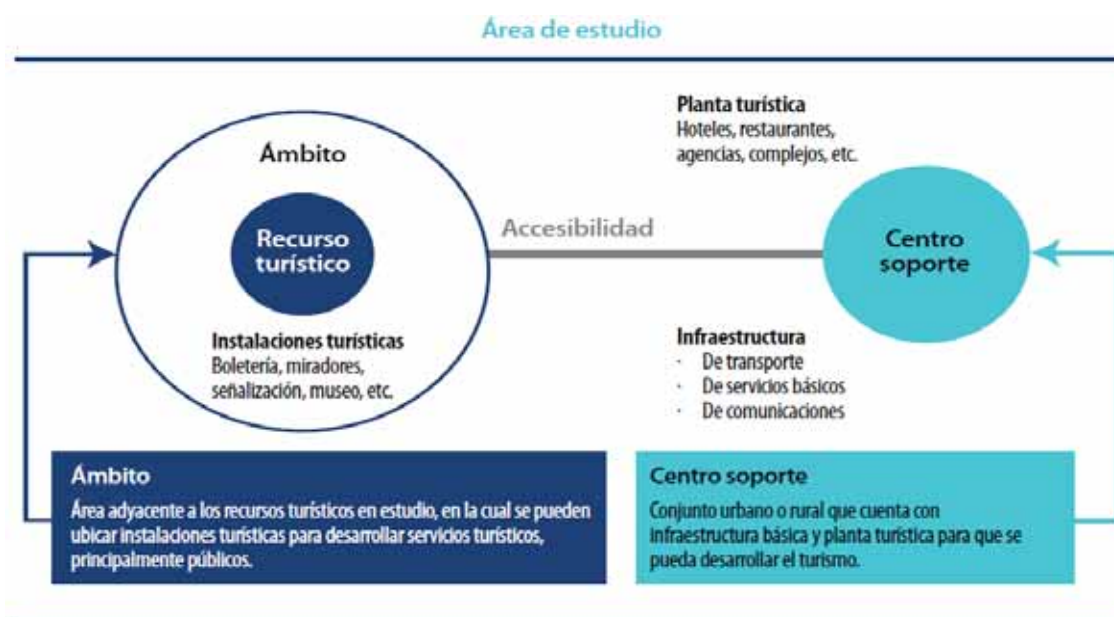 Área de estudio
Ámbito
Recurso
turístico
Instalaciones turísticas
Boletería, miradores,
señalización, museo, etc.
Accesibilidad
Planta turística
Hoteles, restaurantes,
agencias, complejos, etc.
Centro
soporte
Infraestructura
· De transporte
· De servicios básicos
· De comunicaciones
Ámbito
Área adyacente a los recursos turísticos en estudio, en la cual se pueden
ubicar instalaciones turísticas para desarrollar servicios turísticos,
principalmente públicos.
Centro soporte
Conjunto urbano o rural que cuenta con
infraestructura básica y planta turística para que se
pueda desarrollar el turismo.